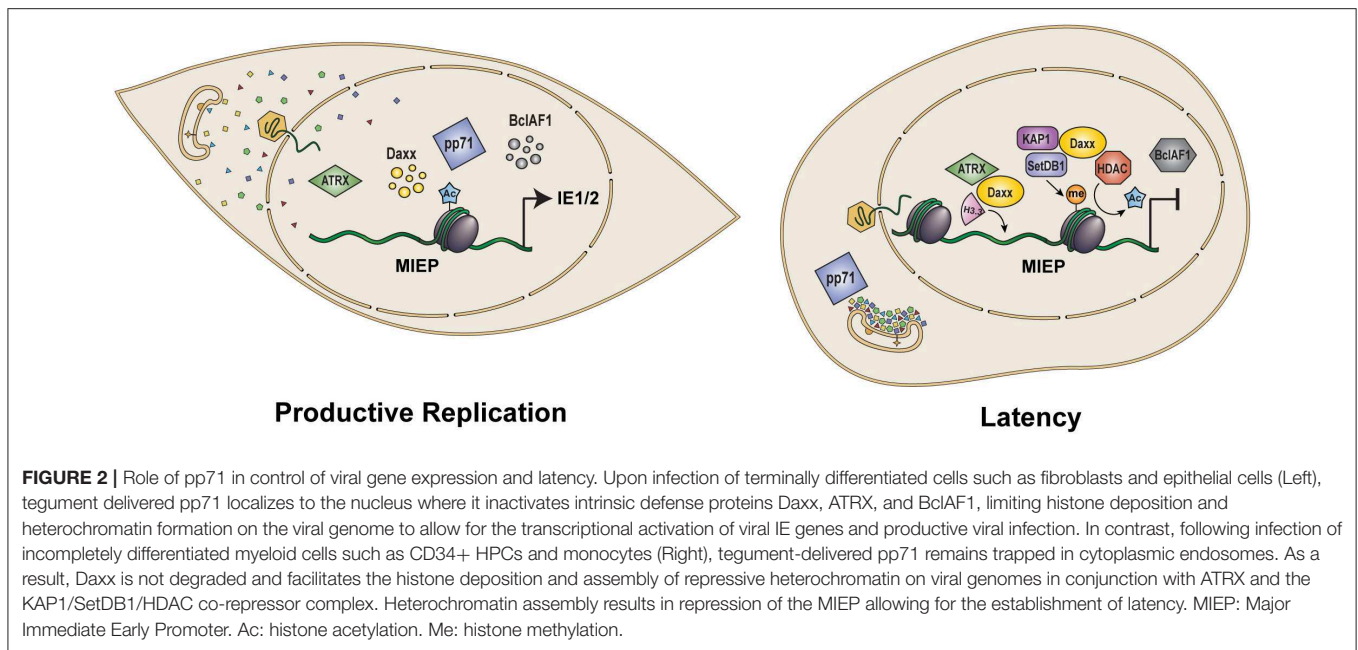 BclAF1
pp71
Daxx
ATRX
Ac
IE1/2
MIEP
Productive Replication
KAP1
Daxx
SetDB1
HDAC
BclAF1
ATRX
Daxx
H3.3
me
Ac
MIEP
pp71
Latency
FIGURE 2 | Role of pp71 in control of viral gene expression and latency. Upon infection of terminally differentiated cells such as fibroblasts and epithelial cells (Left),
tegument delivered pp71 localizes to the nucleus where it inactivates intrinsic defense proteins Daxx, ATRX, and BclAF1, limiting histone deposition and
heterochromatin formation on the viral genome to allow for the transcriptional activation of viral IE genes and productive viral infection. In contrast, following infection of
incompletely differentiated myeloid cells such as CD34+ HPCs and monocytes (Right), tegument-delivered pp71 remains trapped in cytoplasmic endosomes. As a
result, Daxx is not degraded and facilitates the histone deposition and assembly of repressive heterochromatin on viral genomes in conjunction with ATRX and the
KAP1/SetDB1/HDAC co-repressor complex. Heterochromatin assembly results in repression of the MIEP allowing for the establishment of latency. MIEP: Major
Immediate Early Promoter. Ac: histone acetylation. Me: histone methylation.